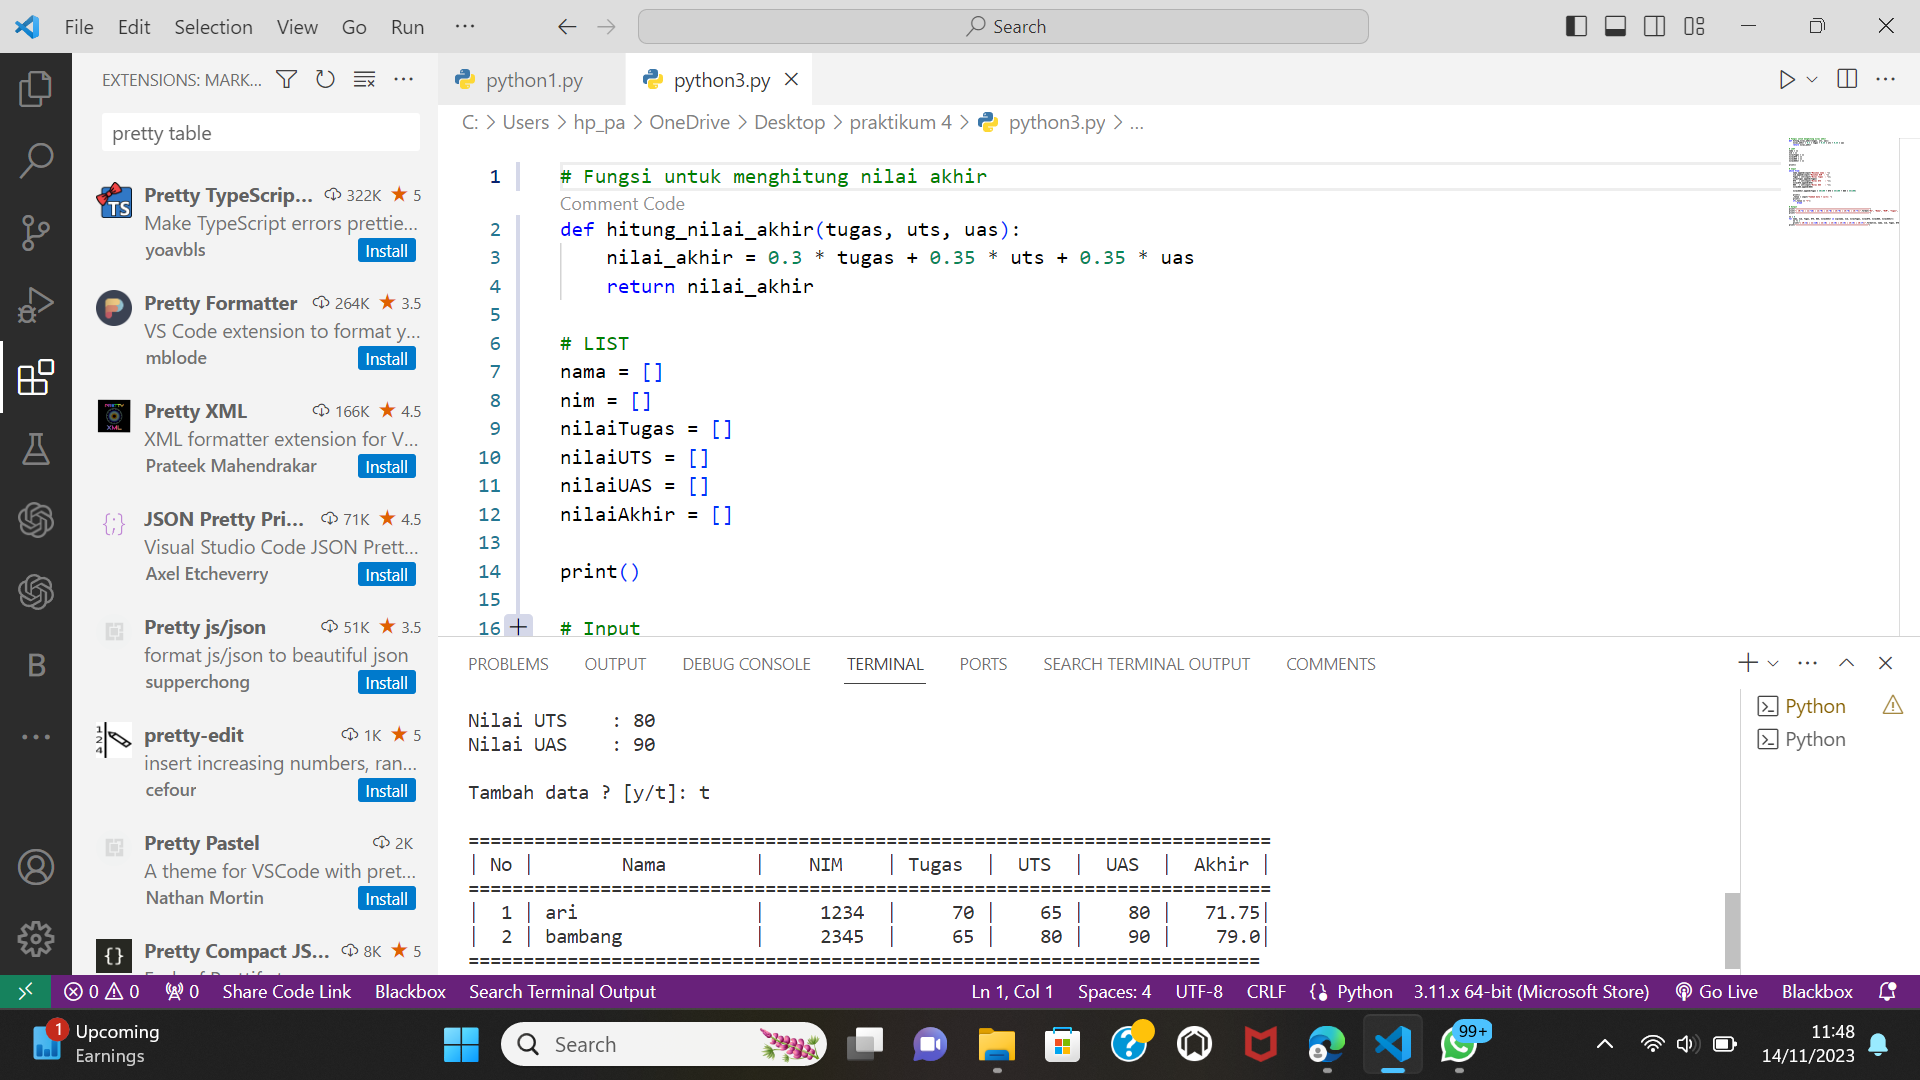 File Edit Selection View Go Run ···
Search
EXTENSIONS: MARK...
python1.py
python3.py
pretty table
C: > Users > hp_pa > OneDrive > Desktop > praktikum 4 > python3.py > ...
Pretty TypeScrip... 322K 5
Make TypeScript errors prettie...
yoavbls Install
Pretty Formatter 264K 3.5
VS Code extension to format y...
mblode Install
Pretty XML 166K 4.5
XML formatter extension for V...
Prateek Mahendrakar Install
JSON Pretty Pri... 71K 4.5
Visual Studio Code JSON Prett...
Axel Etcheverry Install
Pretty js/json 51K 3.5
format js/json to beautiful json
supperchong Install
pretty-edit 1K 5
insert increasing numbers, ran...
cefour Install
Pretty Pastel 2K
A theme for VSCode with pret...
Nathan Mortin Install
Pretty Compact JS... 8K 5
1 # Fungsi untuk menghitung nilai akhir
Comment Code
2 def hitung_nilai_akhir(tugas, uts, uas):
3 nilai_akhir = 0.3 * tugas + 0.35 * uts + 0.35 * uas
4 return nilai_akhir
5
6 # LIST
7 nama = []
8 nim = []
9 nilaiTugas = []
10 nilaiUTS = []
11 nilaiUAS = []
12 nilaiAkhir = []
13
14 print()
15
16 # Input
PROBLEMS OUTPUT DEBUG CONSOLE TERMINAL PORTS SEARCH TERMINAL OUTPUT COMMENTS
Python
Python
Nilai UTS : 80
Nilai UAS : 90
Tambah data ? [y/t]: t
=========================================================================
| No | Nama | NIM | Tugas | UTS | UAS | Akhir |
=========================================================================
| 1 | ari | 1234 | 70 | 65 | 80 | 71.75|
| 2 | bambang | 2345 | 65 | 80 | 90 | 79.0|
========================================================================
0 0 0 Share Code Link Blackbox Search Terminal Output Ln 1, Col 1 Spaces: 4 UTF-8 CRLF Python 3.11.x 64-bit (Microsoft Store) Go Live Blackbox
1 Upcoming
Earnings
Search
99+
11:48
14/11/2023